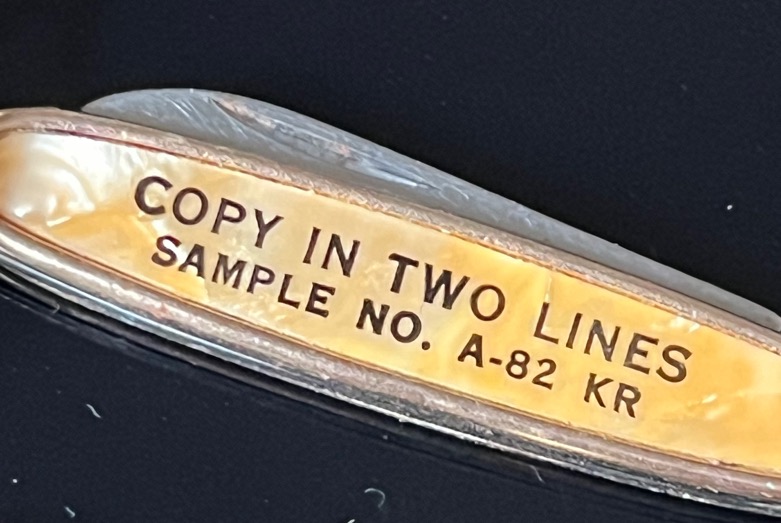 COPY IN TWO LINES
SAMPLE NO. A-82 KR